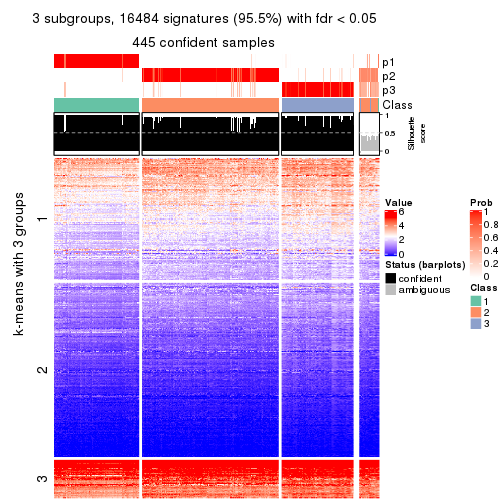 3 subgroups, 16484 signatures (95.5%) with fdr < 0.05
445 confident samples
p1
p2
p3
Class
1
0.5
0
Silhouette
score
k-means with 3 groups
1
2
3
Value
6
4
2
0
Status (barplots)
confident
ambiguous
Prob
1
0.8
0.6
0.4
0.2
0
Class
1
2
3